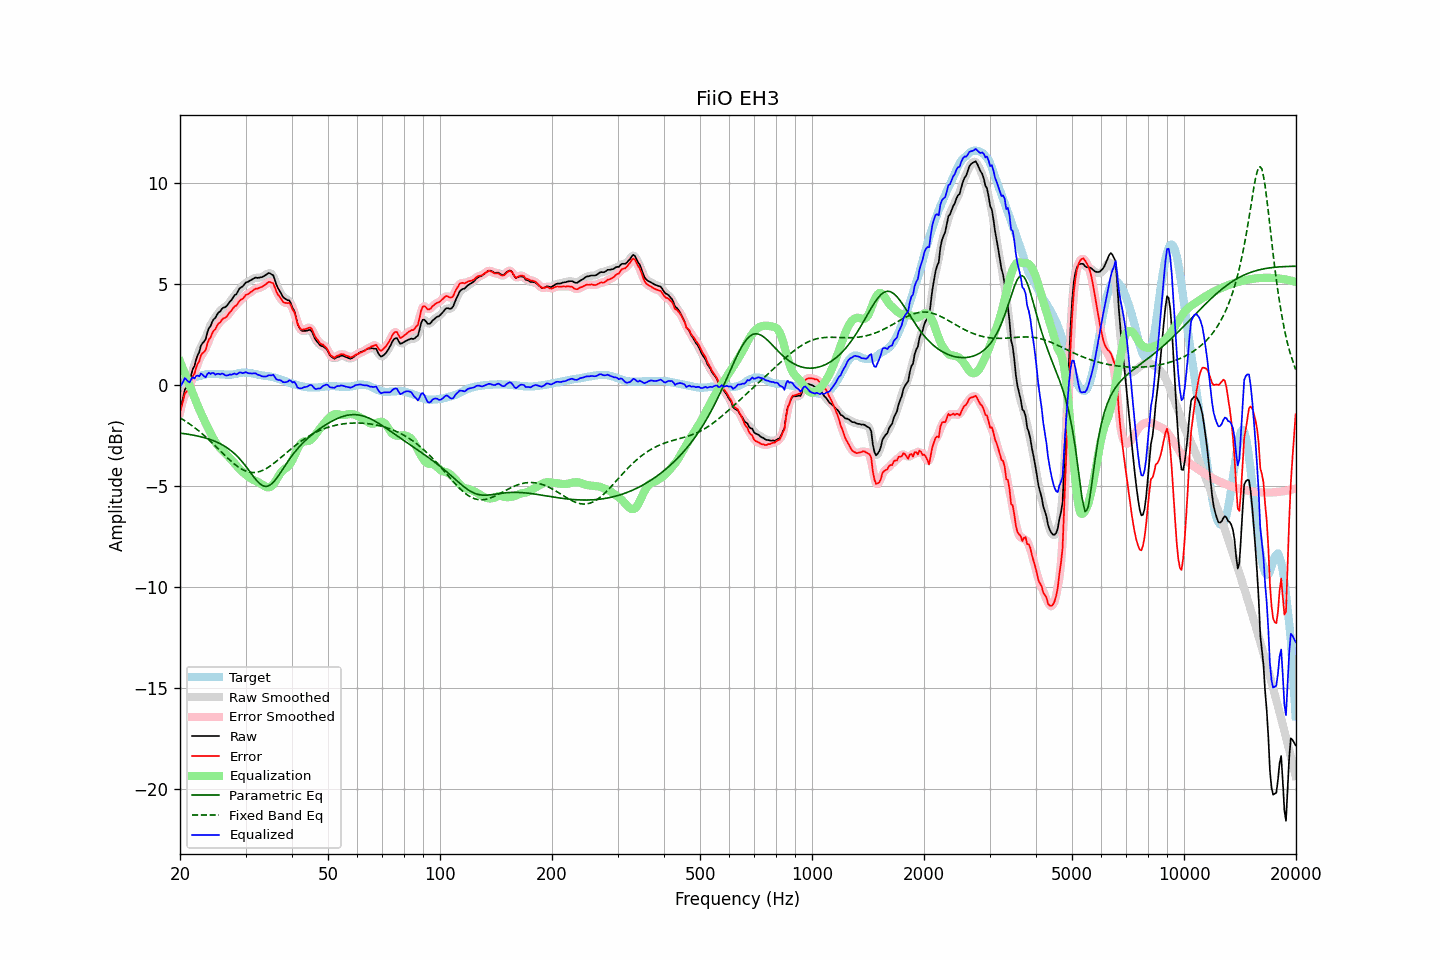 FiiO EH3
Amplitude (dBr)
10
5
0
−5
−10
−15
−20
Target
Raw Smoothed
Error Smoothed
Raw
Error
Equalization
Parametric Eq
Fixed Band Eq
Equalized
20 50 100 200 500 1000 2000 5000 10000 20000
Frequency (Hz)